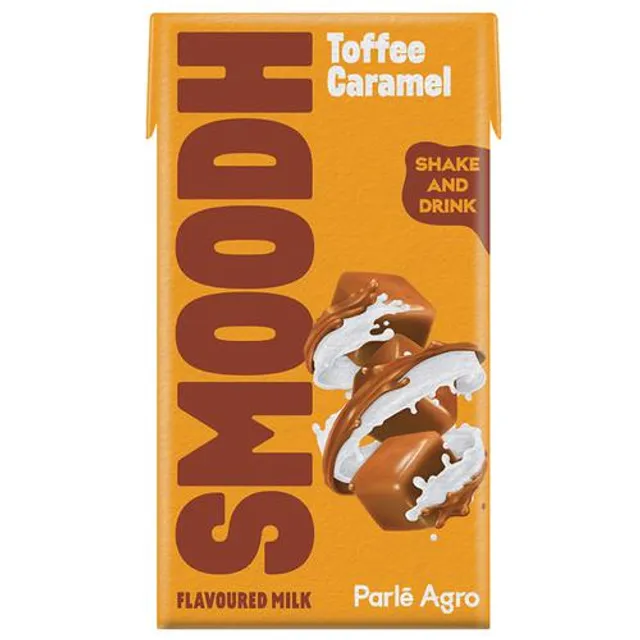 SMOODH
Toffee
Caramel
SHAKE
AND
DRINK
FLAVOURED MILK
Parlē Agro